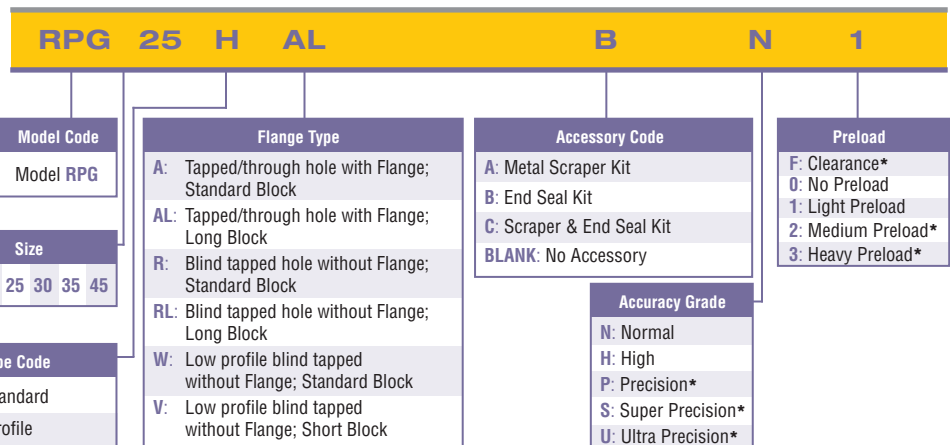 RPG 25 H AL B N 1
Model Code
Model RPG
Size
25 30 35 45
Code
Flange Type
A: Tapped/through hole with Flange;
Standard Block
AL: Tapped/through hole with Flange;
Long Block
R: Blind tapped hole without Flange;
Standard Block
RL: Blind tapped hole without Flange;
Long Block
W: Low profile blind tapped
without Flange; Standard Block
V: Low profile blind tapped
without Flange; Short Block
Accessory Code
A: Metal Scraper Kit
B: End Seal Kit
C: Scraper & End Seal Kit
BLANK: No Accessory
Accuracy Grade
N: Normal
H: High
P: Precision*
S: Super Precision*
U: Ultra Precision*
Preload
F: Clearance*
0: No Preload
1: Light Preload
2: Medium Preload*
3: Heavy Preload*